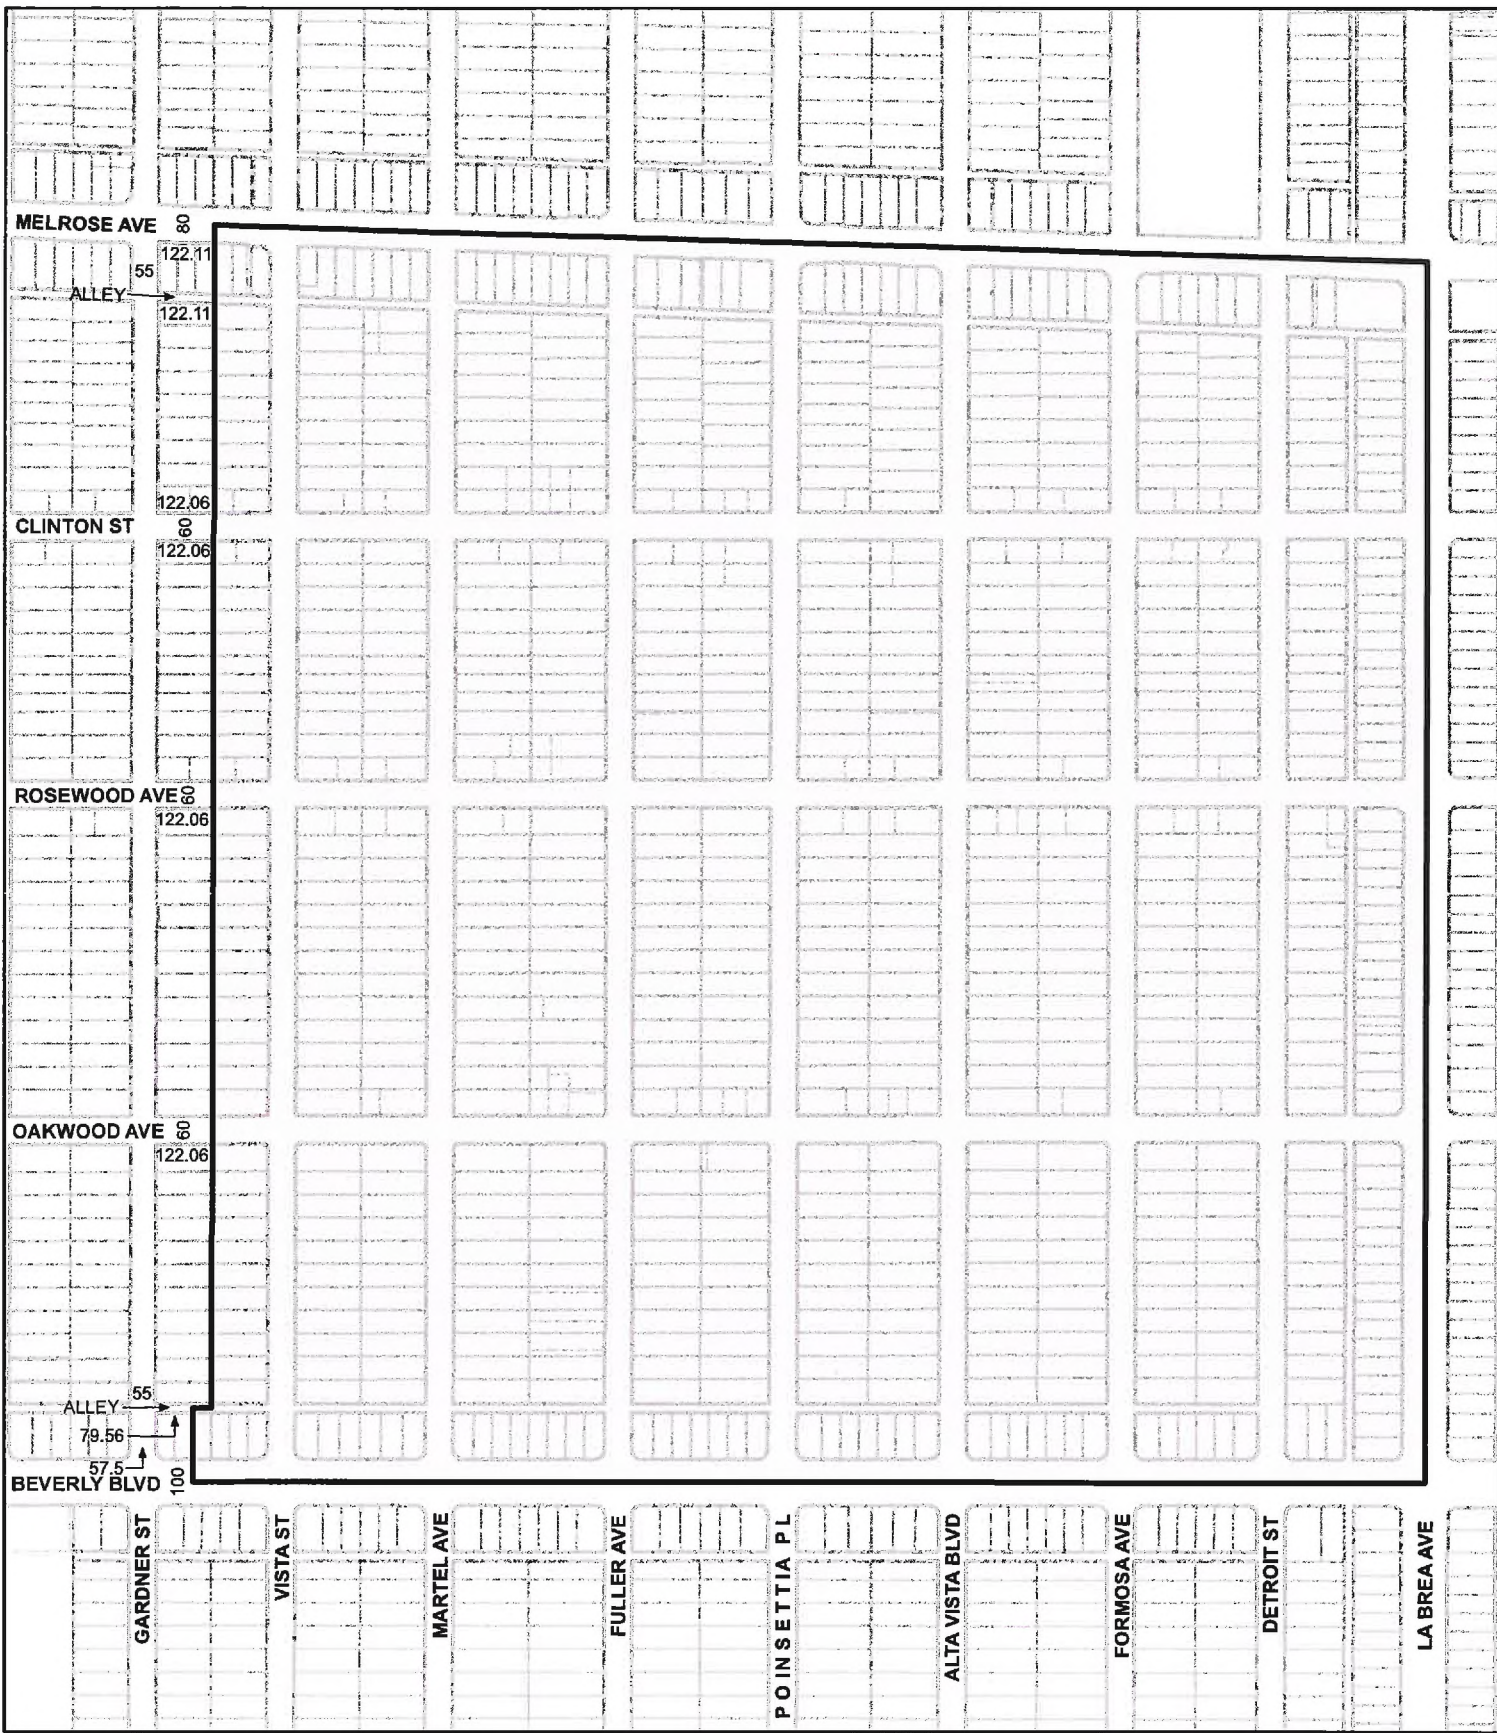 MELROSE AVE
80
122.11
55
ALLEY
122.11
122.06
CLINTON ST
60
122.06
ROSEWOOD AVE
60
122.06
OAKWOOD AVE
60
122.06
55
ALLEY
79.56
57.5
BEVERLY BLVD
100
GARDNER ST
VISTA ST
MARTEL AVE
FULLER AVE
POINSETTIA PL
ALTA VISTA BLVD
FORMOSA AVE
DETROIT ST
LA BREA AVE